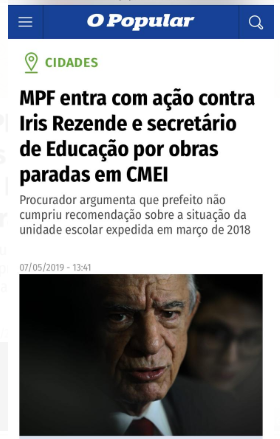 O Popular
CIDADES
MPF entra com ação contra
Iris Rezende e secretário
de Educação por obras
paradas em CMEI
Procurador argumenta que prefeito não
cumpriu recomendação sobre a situação da
unidade escolar expedida em março de 2018
07/05/2019 - 13:41